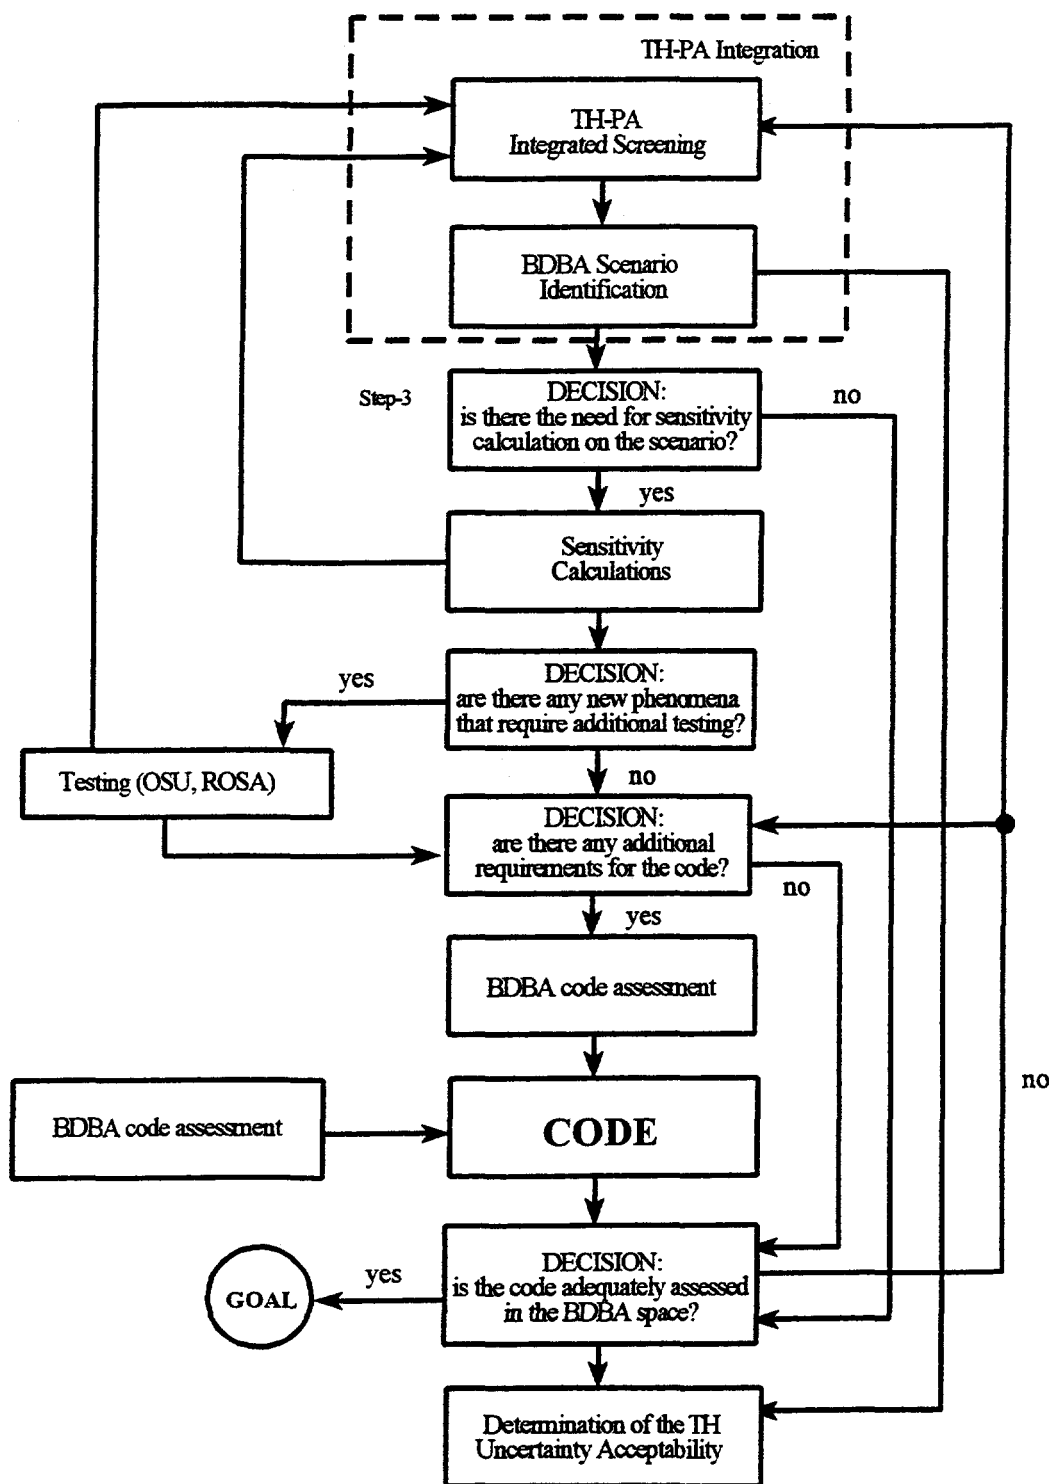 TH-PA Integration
TH-PA
Integrated Screening
BDBA Scenario
Identification
Step-3
DECISION:
is there the need for sensitivity
calculation on the scenario?
no
yes
Sensitivity
Calculations
DECISION:
are there any new phenomena
that require additional testing?
yes
no
Testing (OSU, ROSA)
DECISION:
are there any additional
requirements for the code?
no
yes
BDBA code assessment
BDBA code assessment
CODE
no
DECISION:
is the code adequately assessed
in the BDBA space?
yes
GOAL
Determination of the TH
Uncertainty Acceptability